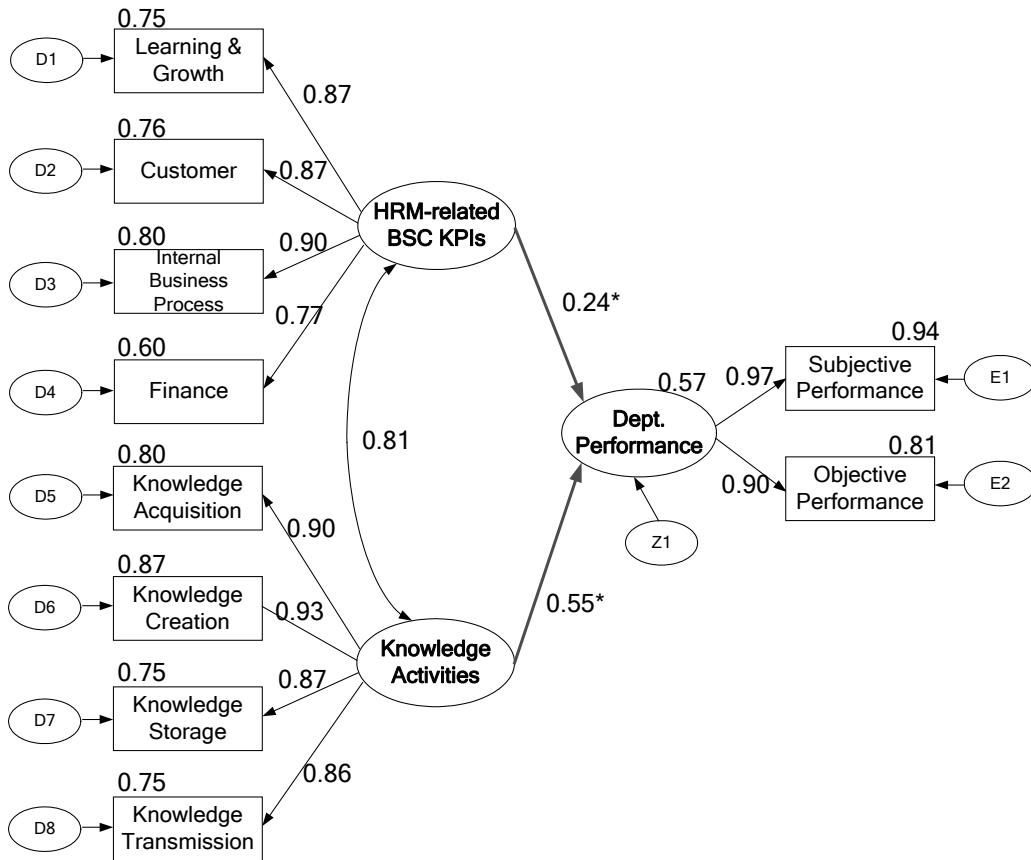 0.75
D1
Learning &
Growth
0.87
0.76
D2
Customer
0.87
HRM-related
BSC KPIs
0.80
D3
Internal
Business
Process
0.90
0.77
0.24*
0.60
D4
Finance
0.94
Subjective
Performance
E1
0.57
0.97
Dept.
Performance
0.81
0.81
Objective
Performance
E2
0.90
Z1
0.80
D5
Knowledge
Acquisition
0.90
0.87
D6
Knowledge
Creation
0.93
0.55*
Knowledge
Activities
0.75
D7
Knowledge
Storage
0.87
0.75
D8
Knowledge
Transmission
0.86